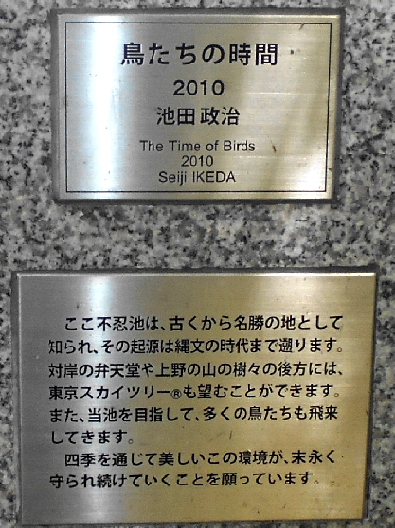 鳥たちの時間
2010
池田 政治
The Time of Birds
2010
Seiji IKEDA
ここ不忍池は、古くから名勝の地として
知られ、その起源は縄文の時代まで遡ります。
対岸の弁天堂や上野の山の樹々の後方には、
東京スカイツリー®も望むことができます。
また、当池を目指して、多くの鳥たちも飛来
してきます。
四季を通じて美しいこの環境が、末永く
守られ続けていくことを願っています。